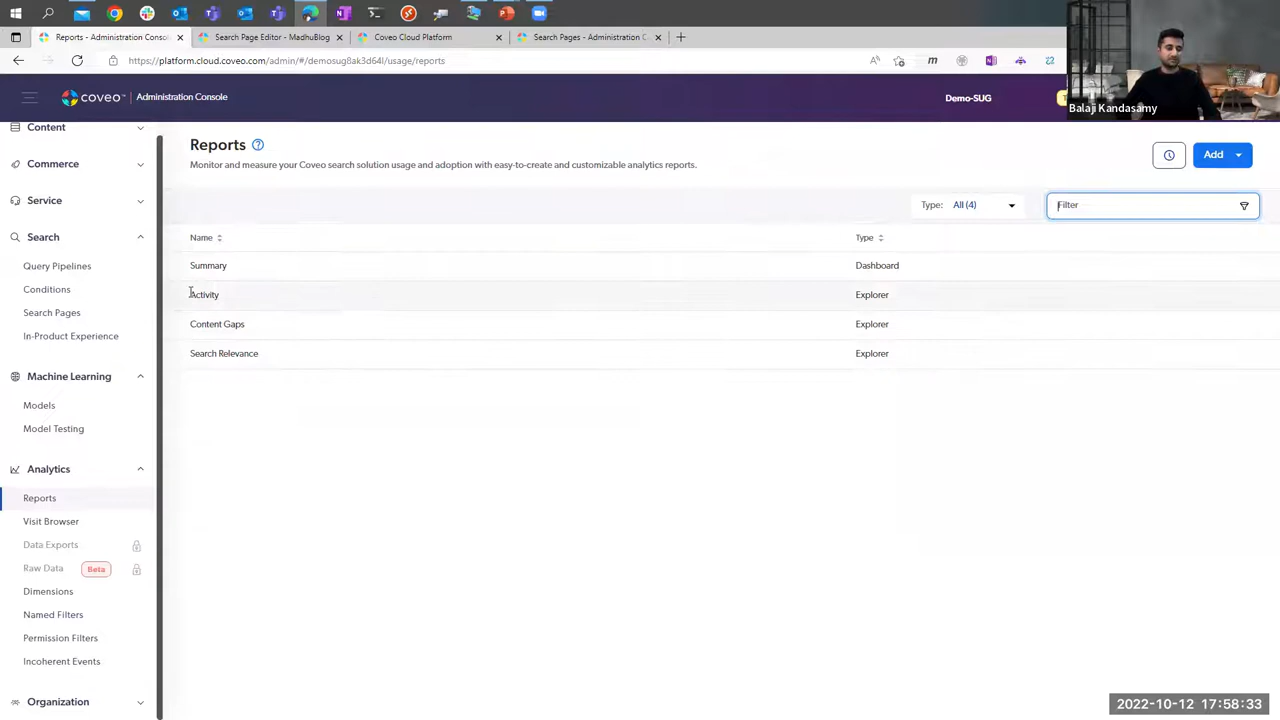 Reports - Administration Consol
Search Page Editor - MadhuBlog
Coveo Cloud Platform
Search Pages - Administration C
https://platform.cloud.coveo.com/admin/#/demosug8ak3d64l/usage/reports
coveo™ Administration Console
Demo-SUG
Balaji Kandasamy
Content
Commerce
Service
Search
Query Pipelines
Conditions
Search Pages
In-Product Experience
Machine Learning
Models
Model Testing
Analytics
Reports
Visit Browser
Data Exports
Raw Data Beta
Dimensions
Named Filters
Permission Filters
Incoherent Events
Organization
Reports
Monitor and measure your Coveo search solution usage and adoption with easy-to-create and customizable analytics reports.
Add
Type: All (4)
Filter
Name Type
Summary Dashboard
Activity Explorer
Content Gaps Explorer
Search Relevance Explorer
2022-10-12 17:58:33